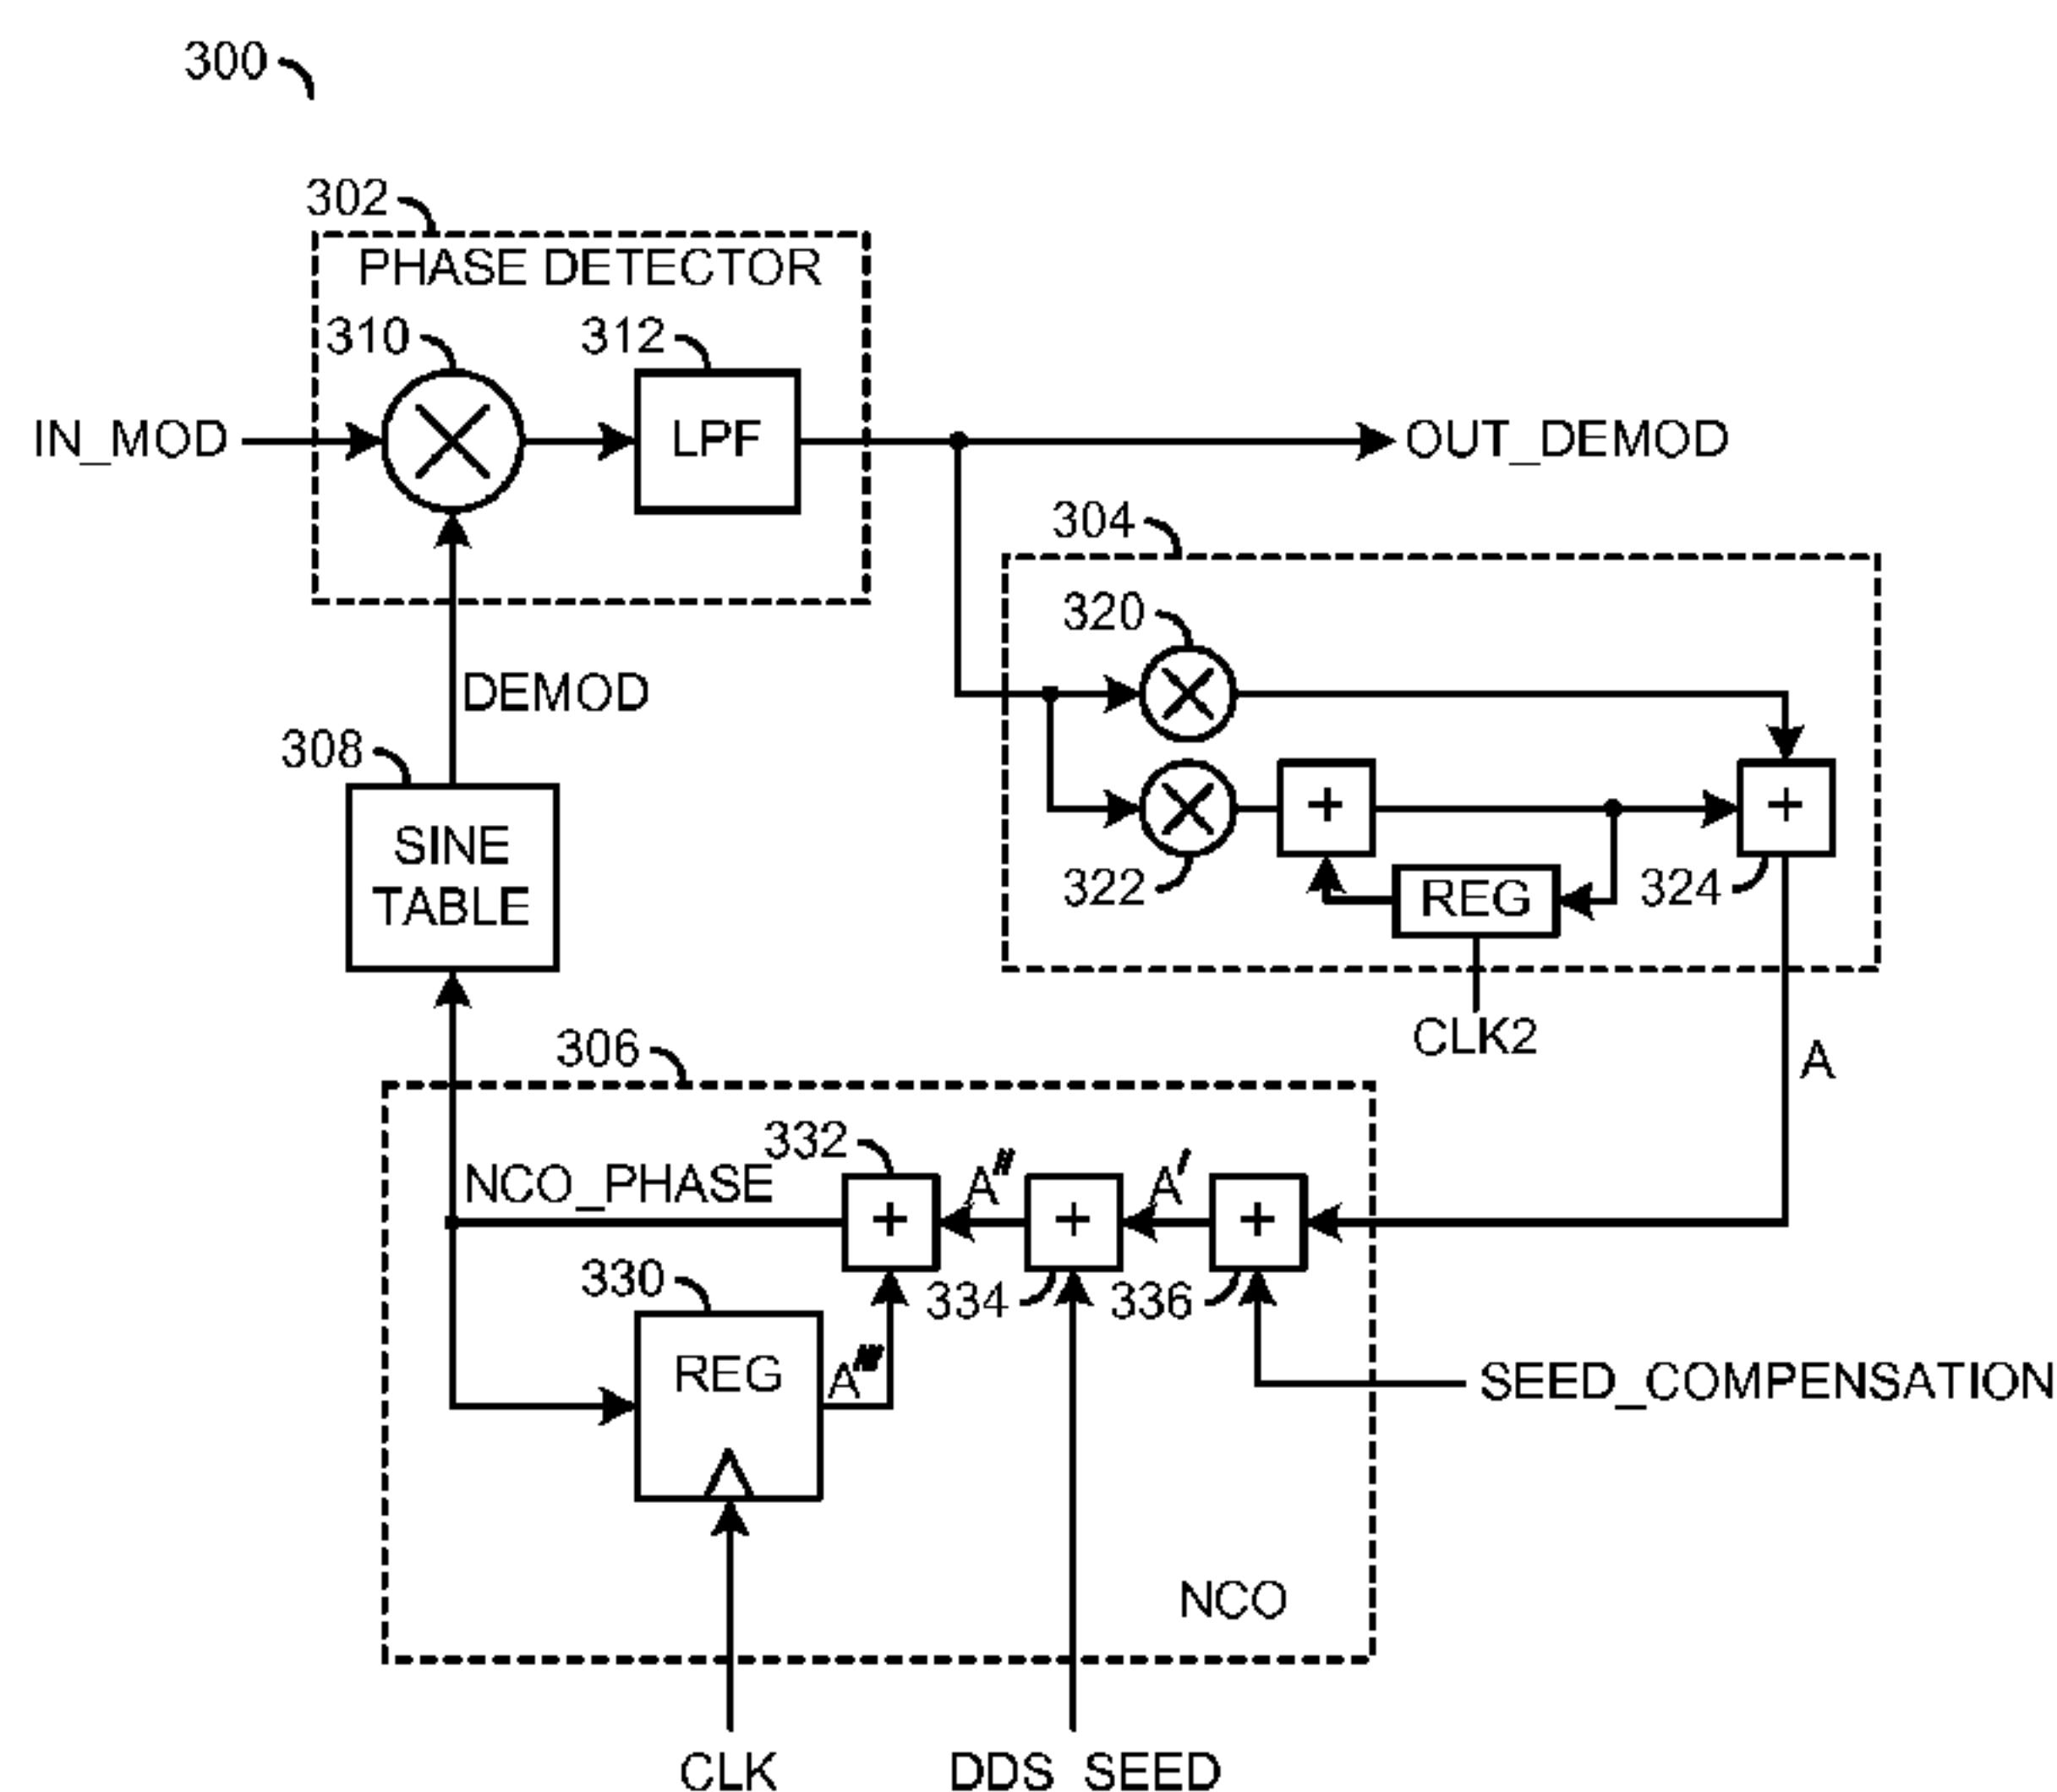 300
302
PHASE DETECTOR
310
312
IN_MOD
LPF
OUT_DEMOD
304
320
DEMOD
308
SINE
TABLE
322
REG
324
CLK2
A
306
332
NCO_PHASE
A''
A'
330
334
336
REG
A'''
SEED_COMPENSATION
NCO
CLK
DDS_SEED